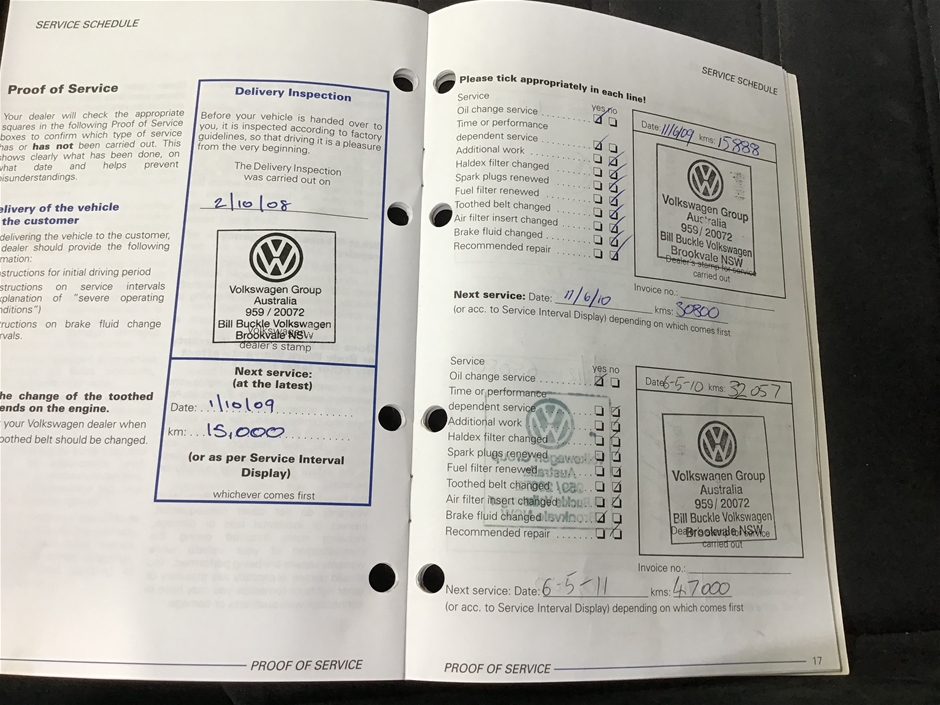 SERVICE SCHEDULE
Proof of Service
Your dealer will check the appropriate
squares in the following Proof of Service
boxes to confirm which type of service
has or has not been carried out. This
shows clearly what has been done, on
what date and helps prevent
misunderstandings.
elivery of the vehicle
the customer
delivering the vehicle to the customer,
dealer should provide the following
mation:
structions for initial driving period
structions on service intervals
xplanation of "severe operating
nditions")
ructions on brake fluid change
rvals.
he change of the toothed
ends on the engine.
your Volkswagen dealer when
oothed belt should be changed.
Delivery Inspection
Before your vehicle is handed over to
you, it is inspected according to factory
guidelines, so that driving it is a pleasure
from the very beginning.
The Delivery Inspection
was carried out on
2/10/08
Volkswagen Group
Australia
959 / 20072
Bill Buckle Volkswagen
Brookvale NSW
dealer's stamp
Next service:
(at the latest)
Date: 1/10/09
km: 15,000
(or as per Service Interval
Display)
whichever comes first
PROOF OF SERVICE
SERVICE SCHEDULE
Please tick appropriately in each line!
Service yes no
Oil change service
Time or performance
dependent service
Additional work
Haldex filter changed
Spark plugs renewed
Fuel filter renewed
Toothed belt changed
Air filter insert changed
Brake fluid changed
Recommended repair
Date: 11/6/09 kms: 15888
Volkswagen Group
Australia
959 / 20072
Bill Buckle Volkswagen
Brookvale NSW
Dealer's stamp for service
carried out
Invoice no.:
Next service: Date: 11/6/10 kms: 30800
(or acc. to Service Interval Display) depending on which comes first
Service yes no
Oil change service
Time or performance
dependent service
Additional work
Haldex filter changed
Spark plugs renewed
Fuel filter renewed
Toothed belt changed
Air filter insert changed
Brake fluid changed
Recommended repair
Date 6-5-10 kms: 32057
Volkswagen Group
Australia
959 / 20072
Bill Buckle Volkswagen
Brookvale NSW
carried out
Invoice no.:
Next service: Date: 6-5-11 kms: 47000
(or acc. to Service Interval Display) depending on which comes first
PROOF OF SERVICE 17